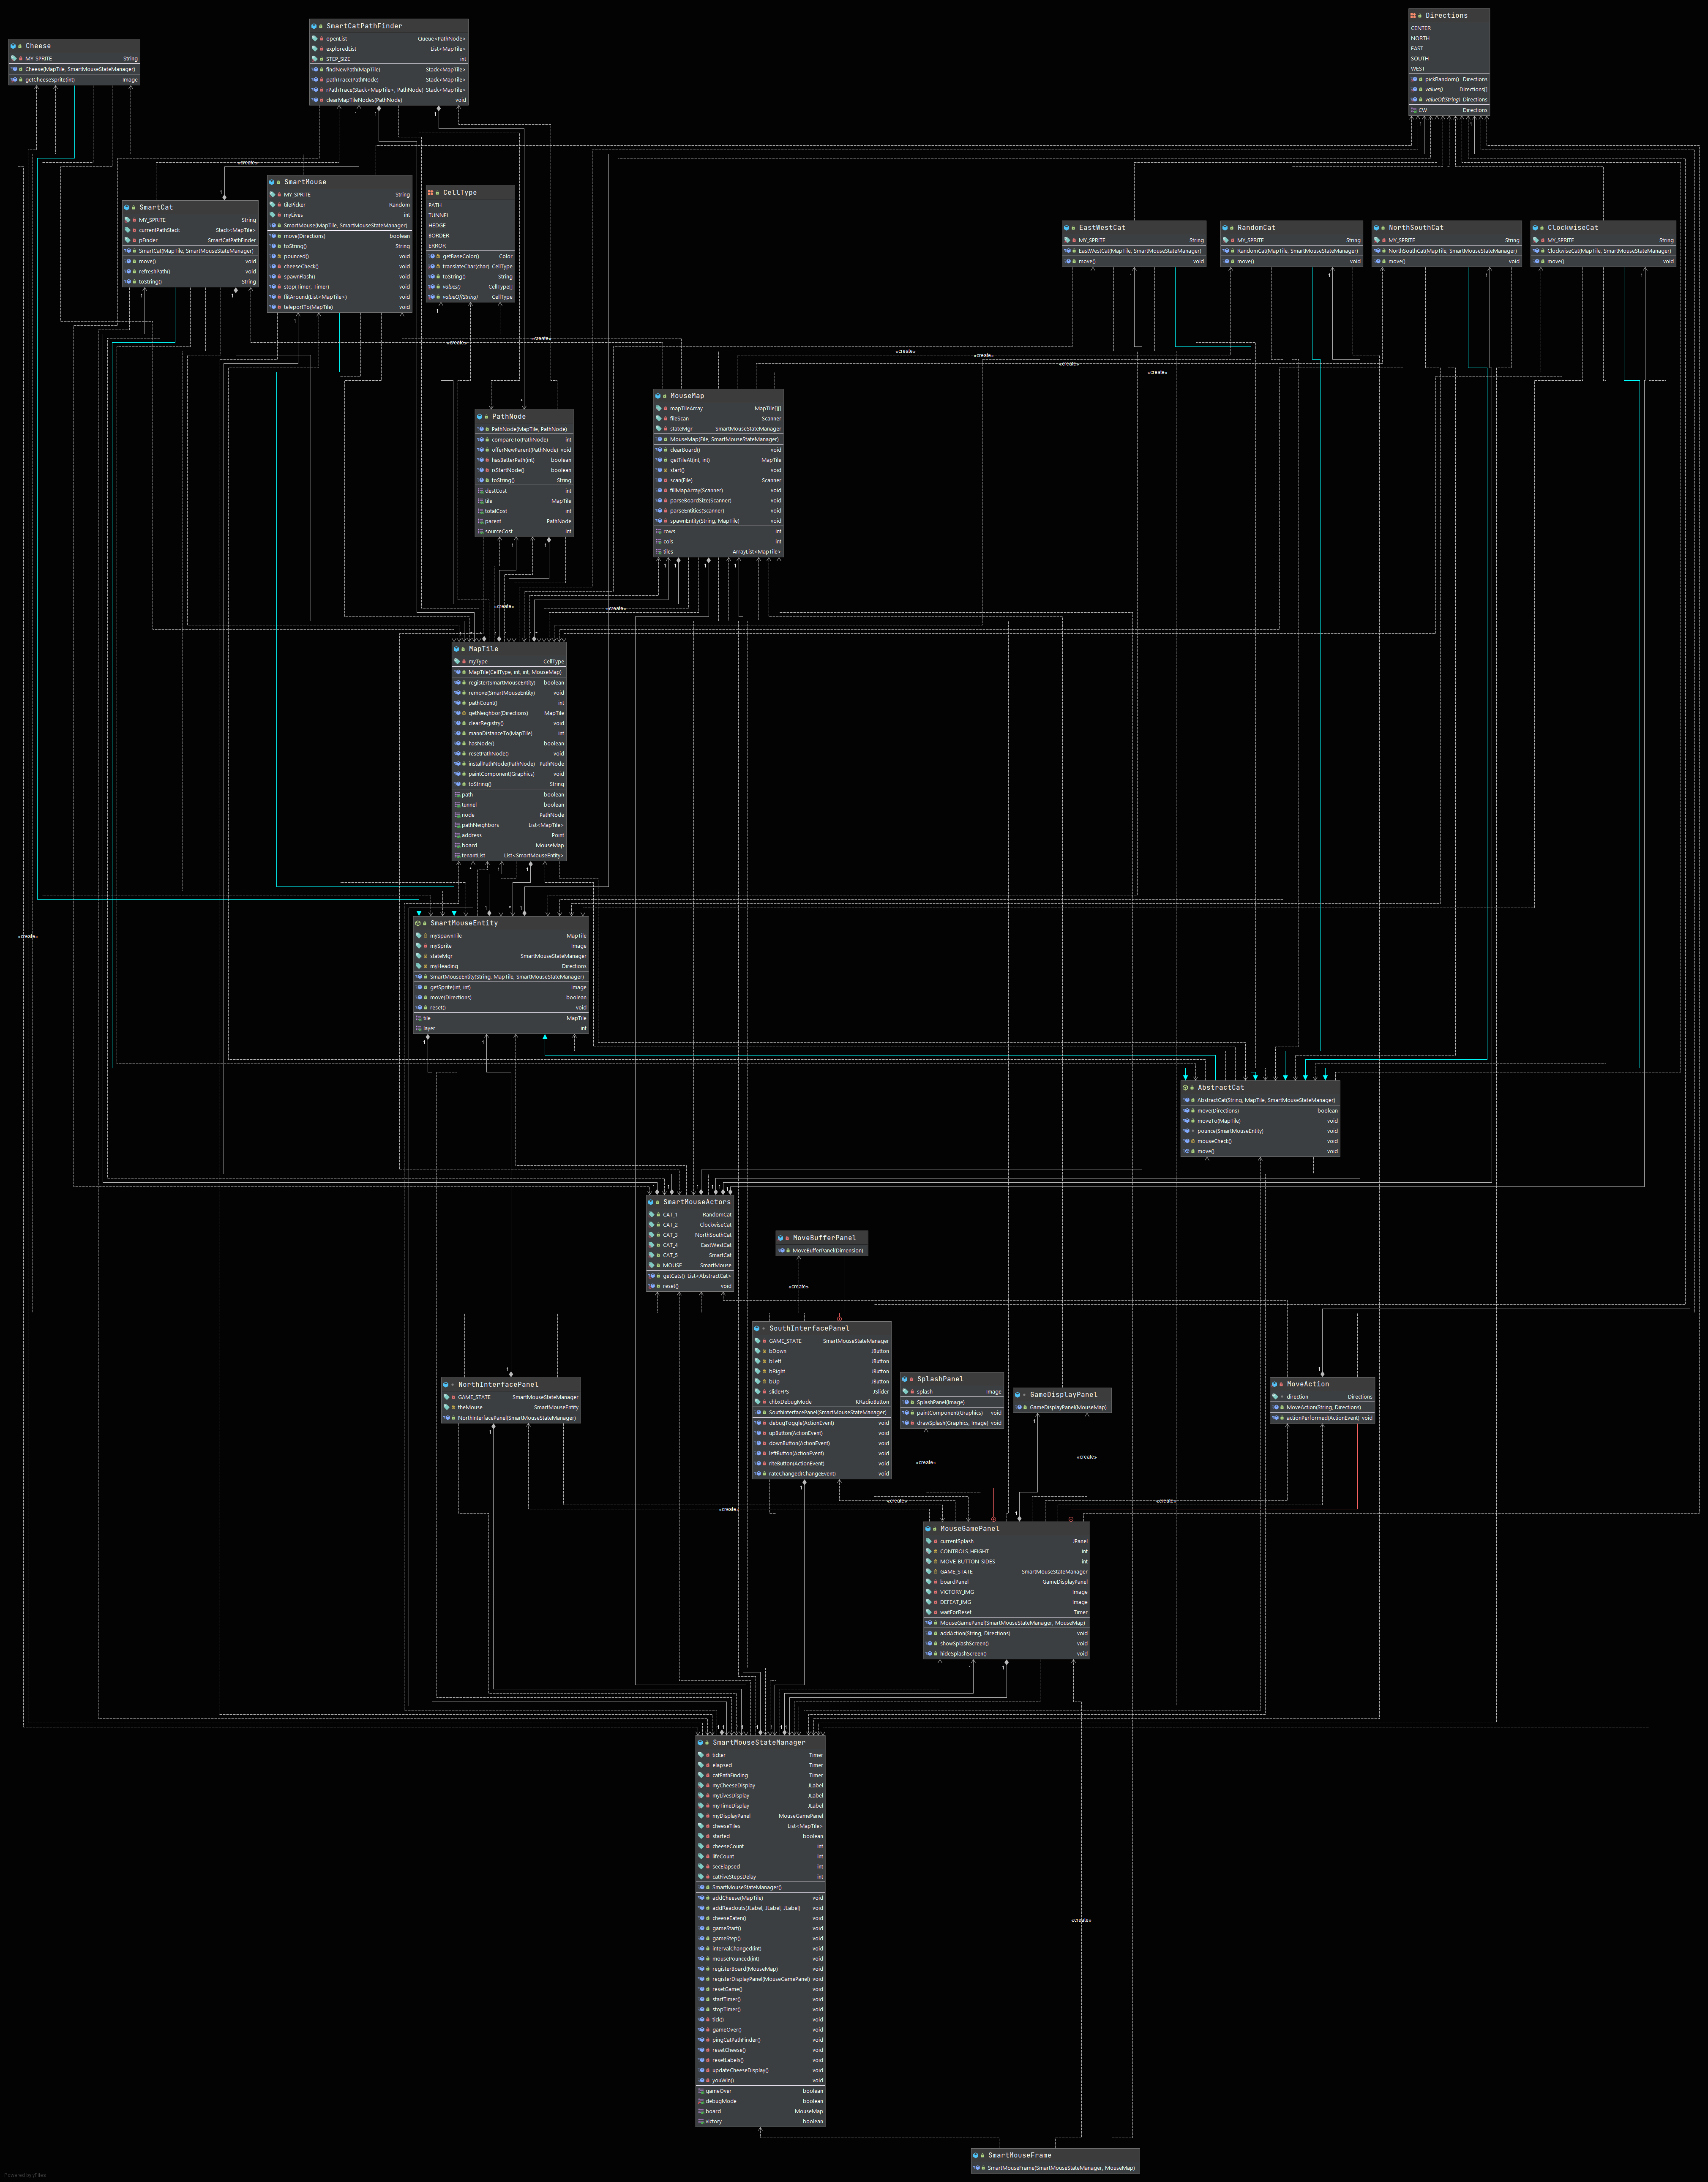 SmartCatPathFinder
openList Queue<PathNode>
exploredList List<MapTile>
STEP_SIZE int
findNewPath(MapTile) Stack<MapTile>
pathTrace(PathNode) Stack<MapTile>
rPathTrace(Stack<MapTile>, PathNode) Stack<MapTile>
clearMapTileNodes(PathNode) void
Directions
CENTER
NORTH
EAST
SOUTH
WEST
pickRandom() Directions
values() Directions[]
valueOf(String) Directions
CW Directions
Cheese
MY_SPRITE String
Cheese(MapTile, SmartMouseStateManager)
getCheeseSprite(int) Image
«create»
SmartMouse
MY_SPRITE String
tilePicker Random
myLives int
SmartMouse(MapTile, SmartMouseStateManager)
move(Directions) boolean
toString() String
pounced() void
cheeseCheck() void
spawnFlash() void
stop(Timer, Timer) void
flitAround(List<MapTile>) void
teleportTo(MapTile) void
CellType
PATH
TUNNEL
HEDGE
BORDER
ERROR
getBaseColor() Color
translateChar(char) CellType
toString() String
values() CellType[]
valueOf(String) CellType
SmartCat
MY_SPRITE String
currentPathStack Stack<MapTile>
pFinder SmartCatPathFinder
SmartCat(MapTile, SmartMouseStateManager)
move() void
refreshPath() void
toString() String
EastWestCat
MY_SPRITE String
EastWestCat(MapTile, SmartMouseStateManager)
move() void
RandomCat
MY_SPRITE String
RandomCat(MapTile, SmartMouseStateManager)
move() void
NorthSouthCat
MY_SPRITE String
NorthSouthCat(MapTile, SmartMouseStateManager)
move() void
ClockwiseCat
MY_SPRITE String
ClockwiseCat(MapTile, SmartMouseStateManager)
move() void
«create»
«create»
«create»
«create»
«create»
«create»
MouseMap
mapTileArray MapTile[][]
fileScan Scanner
stateMgr SmartMouseStateManager
MouseMap(File, SmartMouseStateManager)
clearBoard() void
getTileAt(int, int) MapTile
start() void
scan(File) Scanner
fillMapArray(Scanner) void
parseBoardSize(Scanner) void
parseEntities(Scanner) void
spawnEntity(String, MapTile) void
rows int
cols int
tiles ArrayList<MapTile>
PathNode
PathNode(MapTile, PathNode)
compareTo(PathNode) int
offerNewParent(PathNode) void
hasBetterPath(int) boolean
isStartNode() boolean
toString() String
destCost int
tile MapTile
totalCost int
parent PathNode
sourceCost int
«create»
«create»
MapTile
myType CellType
MapTile(CellType, int, int, MouseMap)
register(SmartMouseEntity) boolean
remove(SmartMouseEntity) void
pathCount() int
getNeighbor(Directions) MapTile
clearRegistry() void
mannDistanceTo(MapTile) int
hasNode() boolean
resetPathNode() void
installPathNode(PathNode) PathNode
paintComponent(Graphics) void
toString() String
path boolean
tunnel boolean
node PathNode
pathNeighbors List<MapTile>
address Point
board MouseMap
tenantList List<SmartMouseEntity>
«create»
SmartMouseEntity
mySpawnTile MapTile
mySprite Image
stateMgr SmartMouseStateManager
myHeading Directions
SmartMouseEntity(String, MapTile, SmartMouseStateManager)
getSprite(int, int) Image
move(Directions) boolean
reset() void
tile MapTile
layer int
AbstractCat
AbstractCat(String, MapTile, SmartMouseStateManager)
move(Directions) boolean
moveTo(MapTile) void
pounce(SmartMouseEntity) void
mouseCheck() void
move() void
SmartMouseActors
CAT_1 RandomCat
CAT_2 ClockwiseCat
CAT_3 NorthSouthCat
CAT_4 EastWestCat
CAT_5 SmartCat
MOUSE SmartMouse
getCats() List<AbstractCat>
reset() void
MoveBufferPanel
MoveBufferPanel(Dimension)
«create»
SouthInterfacePanel
GAME_STATE SmartMouseStateManager
bDown JButton
bLeft JButton
bRight JButton
bUp JButton
slideFPS JSlider
chbxDebugMode KRadioButton
SouthInterfacePanel(SmartMouseStateManager)
debugToggle(ActionEvent) void
upButton(ActionEvent) void
downButton(ActionEvent) void
leftButton(ActionEvent) void
riteButton(ActionEvent) void
rateChanged(ChangeEvent) void
NorthInterfacePanel
GAME_STATE SmartMouseStateManager
theMouse SmartMouseEntity
NorthInterfacePanel(SmartMouseStateManager)
SplashPanel
splash Image
SplashPanel(Image)
paintComponent(Graphics) void
drawSplash(Graphics, Image) void
GameDisplayPanel
GameDisplayPanel(MouseMap)
MoveAction
direction Directions
MoveAction(String, Directions)
actionPerformed(ActionEvent) void
«create»
«create»
«create»
«create»
«create»
MouseGamePanel
currentSplash JPanel
CONTROLS_HEIGHT int
MOVE_BUTTON_SIDES int
GAME_STATE SmartMouseStateManager
boardPanel GameDisplayPanel
VICTORY_IMG Image
DEFEAT_IMG Image
waitForReset Timer
MouseGamePanel(SmartMouseStateManager, MouseMap)
addAction(String, Directions) void
showSplashScreen() void
hideSplashScreen() void
SmartMouseStateManager
ticker Timer
elapsed Timer
catPathFinding Timer
myCheeseDisplay JLabel
myLivesDisplay JLabel
myTimeDisplay JLabel
myDisplayPanel MouseGamePanel
cheeseTiles List<MapTile>
started boolean
cheeseCount int
lifeCount int
secElapsed int
catFiveStepsDelay int
SmartMouseStateManager()
addCheese(MapTile) void
addReadouts(JLabel, JLabel, JLabel) void
cheeseEaten() void
gameStart() void
gameStep() void
intervalChanged(int) void
mousePounced(int) void
registerBoard(MouseMap) void
registerDisplayPanel(MouseGamePanel) void
resetGame() void
startTimer() void
stopTimer() void
tick() void
gameOver() void
pingCatPathFinder() void
resetCheese() void
resetLabels() void
updateCheeseDisplay() void
youWin() void
gameOver boolean
debugMode boolean
board MouseMap
victory boolean
«create»
SmartMouseFrame
SmartMouseFrame(SmartMouseStateManager, MouseMap)
Powered by yFiles